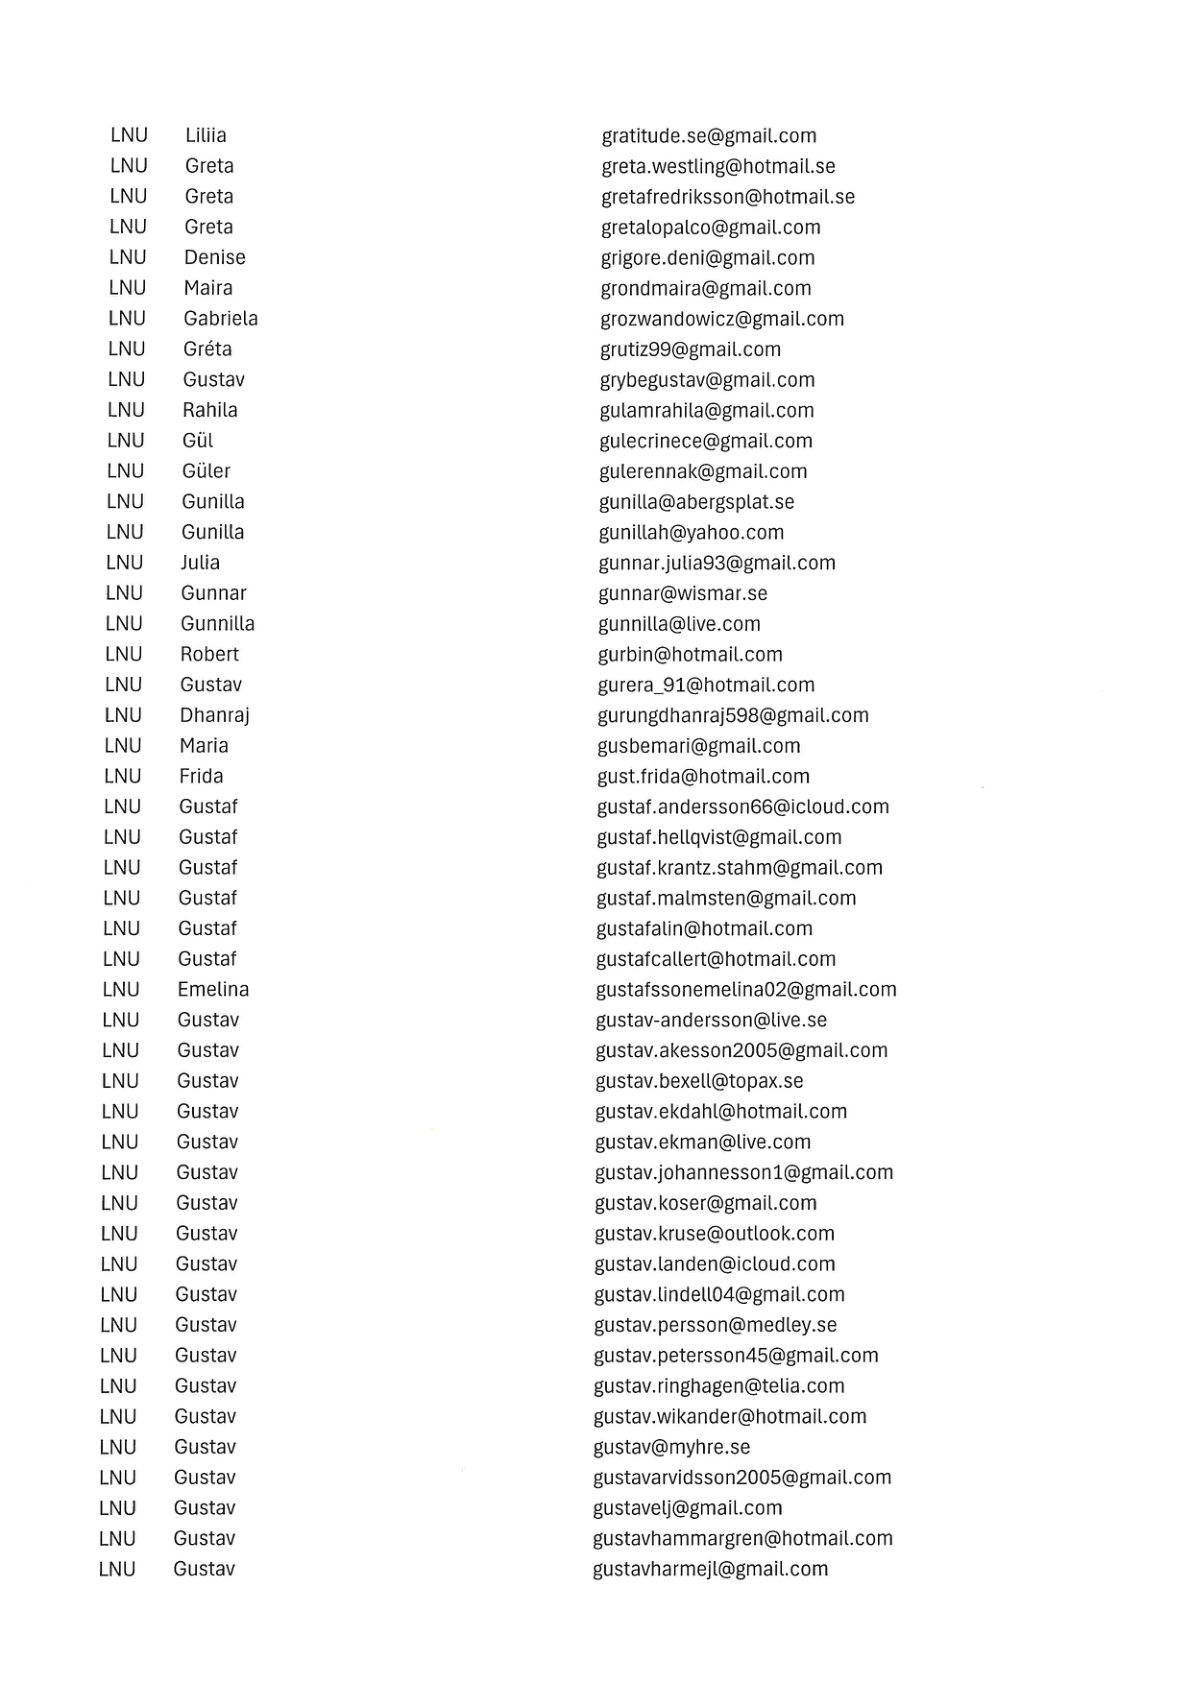 LNU Liliia gratitude.se@gmail.com
LNU Greta greta.westling@hotmail.se
LNU Greta gretafredriksson@hotmail.se
LNU Greta gretalopalco@gmail.com
LNU Denise grigore.deni@gmail.com
LNU Maira grondmaira@gmail.com
LNU Gabriela grozwandowicz@gmail.com
LNU Gréta grutiz99@gmail.com
LNU Gustav grybegustav@gmail.com
LNU Rahila gulamrahila@gmail.com
LNU Gül gulecrinece@gmail.com
LNU Güler gulerennak@gmail.com
LNU Gunilla gunilla@abergsplat.se
LNU Gunilla gunillah@yahoo.com
LNU Julia gunnar.julia93@gmail.com
LNU Gunnar gunnar@wismar.se
LNU Gunnilla gunnilla@live.com
LNU Robert gurbin@hotmail.com
LNU Gustav gurera_91@hotmail.com
LNU Dhanraj gurungdhanraj598@gmail.com
LNU Maria gusbemari@gmail.com
LNU Frida gust.frida@hotmail.com
LNU Gustaf gustaf.andersson66@icloud.com
LNU Gustaf gustaf.hellqvist@gmail.com
LNU Gustaf gustaf.krantz.stahm@gmail.com
LNU Gustaf gustaf.malmsten@gmail.com
LNU Gustaf gustafalin@hotmail.com
LNU Gustaf gustafcallert@hotmail.com
LNU Emelina gustafssonemelina02@gmail.com
LNU Gustav gustav-andersson@live.se
LNU Gustav gustav.akesson2005@gmail.com
LNU Gustav gustav.bexell@topax.se
LNU Gustav gustav.ekdahl@hotmail.com
LNU Gustav gustav.ekman@live.com
LNU Gustav gustav.johannesson1@gmail.com
LNU Gustav gustav.koser@gmail.com
LNU Gustav gustav.kruse@outlook.com
LNU Gustav gustav.landen@icloud.com
LNU Gustav gustav.lindell04@gmail.com
LNU Gustav gustav.persson@medley.se
LNU Gustav gustav.petersson45@gmail.com
LNU Gustav gustav.ringhagen@telia.com
LNU Gustav gustav.wikander@hotmail.com
LNU Gustav gustav@myhre.se
LNU Gustav gustavarvidsson2005@gmail.com
LNU Gustav gustavelj@gmail.com
LNU Gustav gustavhammargren@hotmail.com
LNU Gustav gustavharmejl@gmail.com